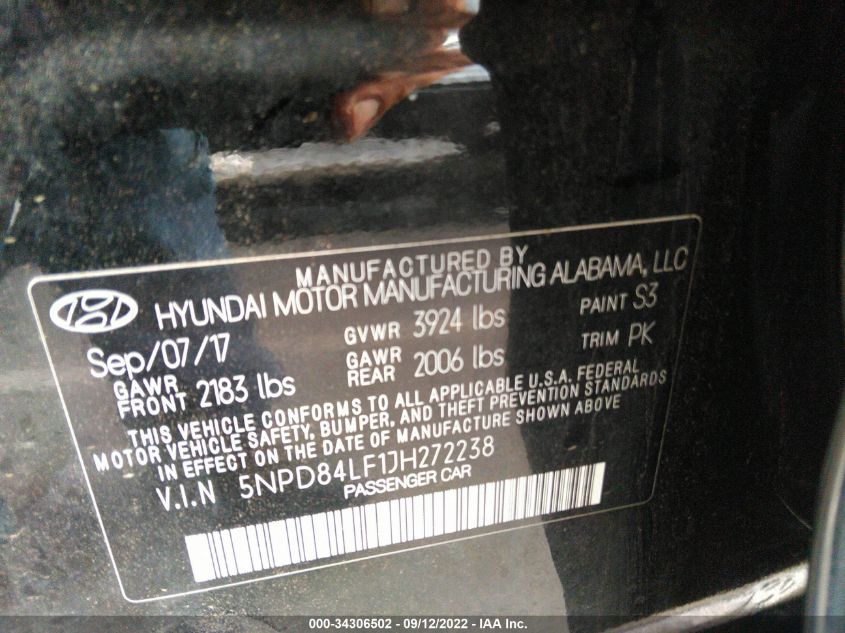 MANUFACTURED BY
HYUNDAI MOTOR MANUFACTURING ALABAMA, LLC
Sep/07/17 GVWR 3924 lbs PAINT S3
GAWR FRONT 2183 lbs GAWR REAR 2006 lbs TRIM PK
THIS VEHICLE CONFORMS TO ALL APPLICABLE U.S.A. FEDERAL
MOTOR VEHICLE SAFETY, BUMPER, AND THEFT PREVENTION STANDARDS
IN EFFECT ON THE DATE OF MANUFACTURE SHOWN ABOVE
V.I.N 5NPD84LF1JH272238
PASSENGER CAR
000-34306502 - 09/12/2022 - IAA Inc.